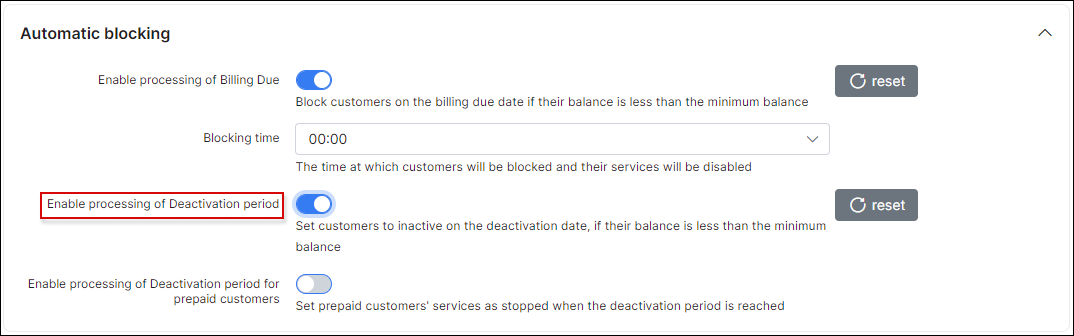 Automatic blocking
Enable processing of Billing Due
reset
Block customers on the billing due date if their balance is less than the minimum balance
Blocking time
00:00
The time at which customers will be blocked and their services will be disabled
Enable processing of Deactivation period
reset
Set customers to inactive on the deactivation date, if their balance is less than the minimum
balance
Enable processing of Deactivation period for
prepaid customers
Set prepaid customers' services as stopped when the deactivation period is reached